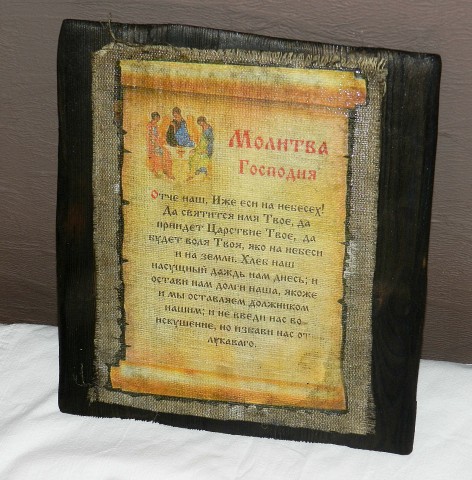 Молитва
Господня
Отче наш, Иже еси на небесех!
Да святится имя Твое, да
приидет Царствие Твое, да
будет воля Твоя, яко на небеси
и на земли. Хлеб наш
насущный даждь нам днесь; и
остави нам долги наша, якоже
и мы оставляем должником
нашим; и не введи нас во
искушение, но избави нас от
лукаваго.